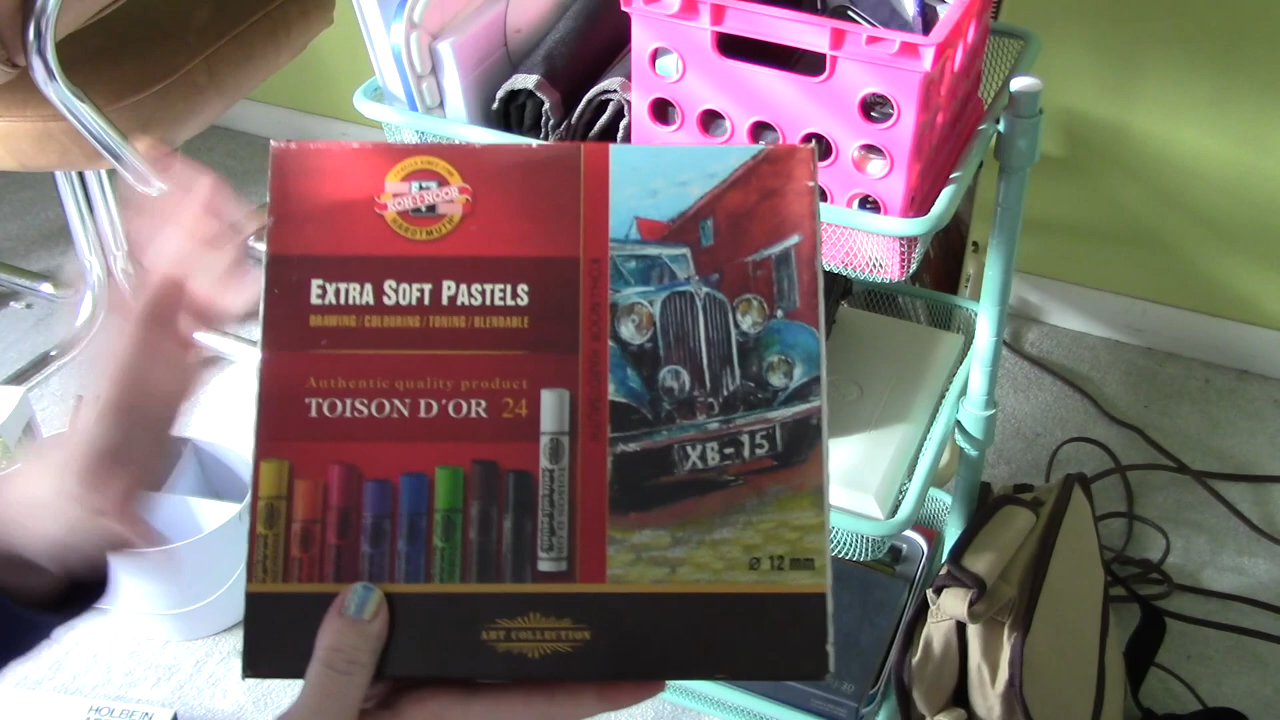 KOH-I-NOOR
HARDTMUTH
EXTRA SOFT PASTELS
DRAWING / COLOURING / TONING / BLENDABLE
Authentic quality product
TOISON D'OR 24
XB-15
Ø 12 mm
ART COLLECTION
HOLBEIN